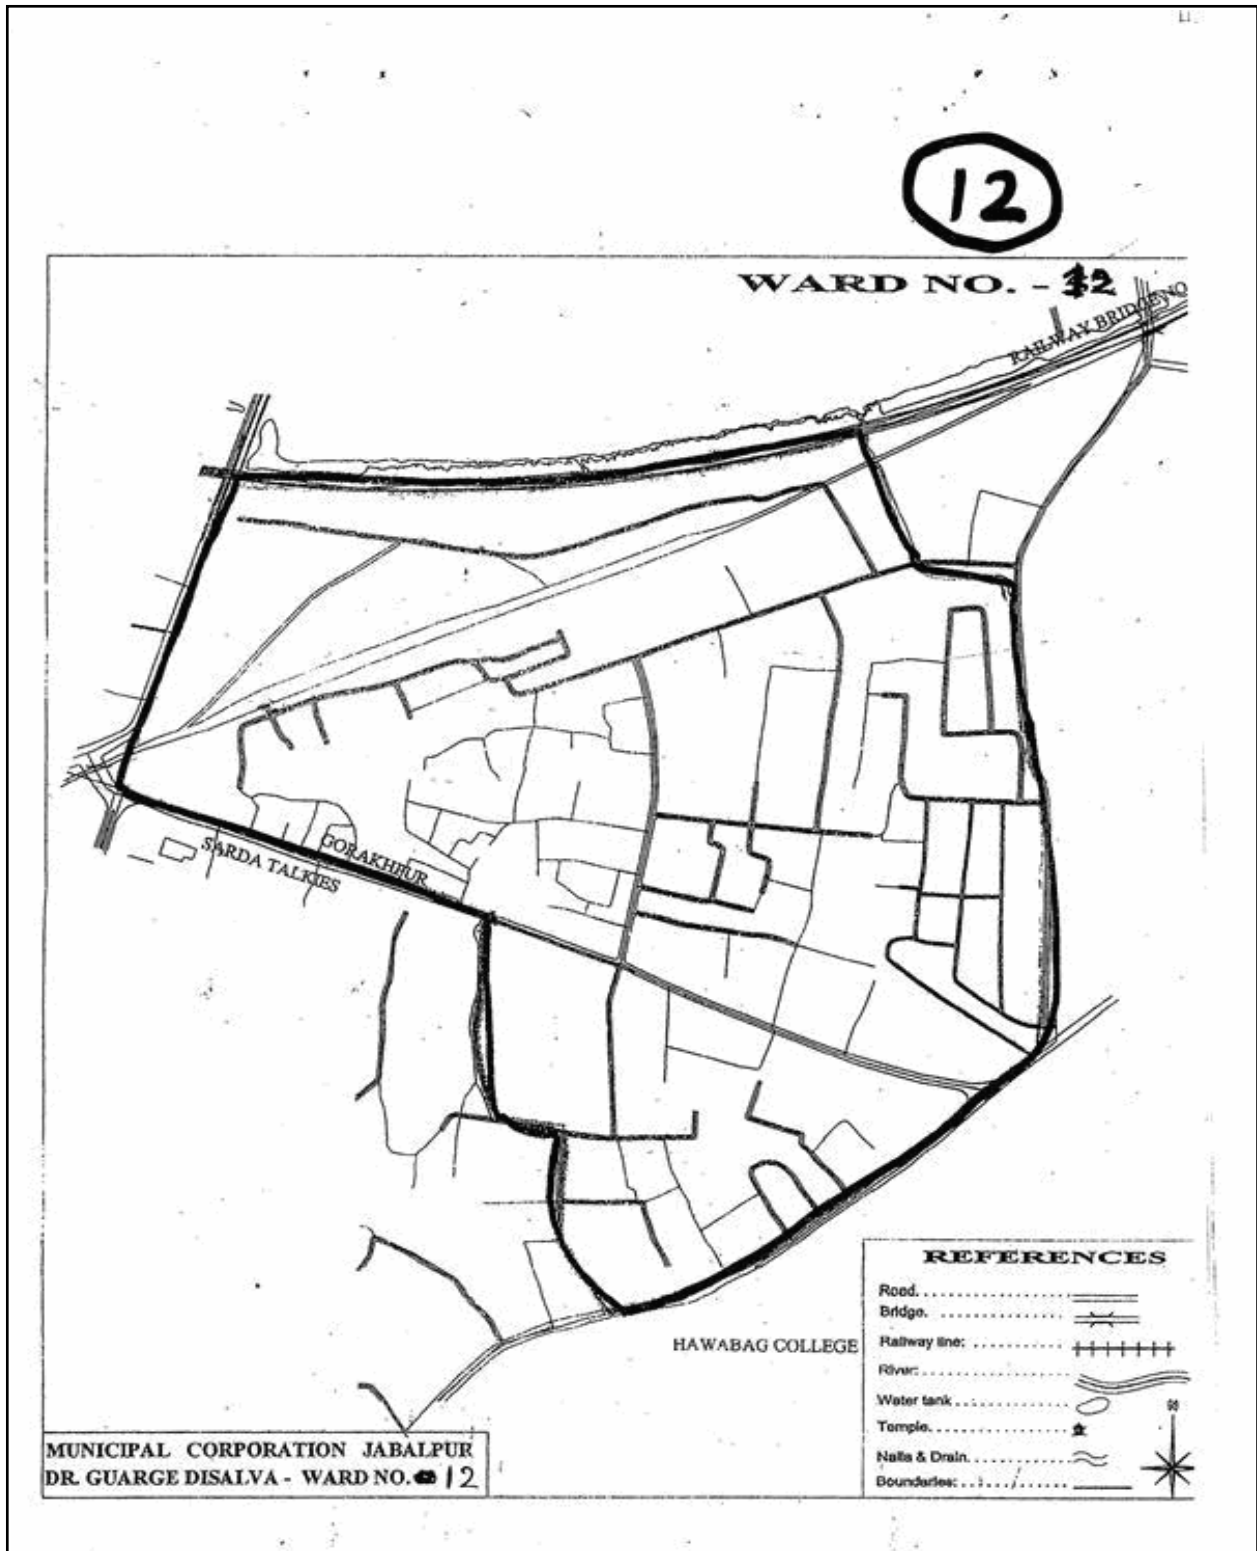 12
WARD NO. - 12
RAILWAY BRIDGE NO
SARDA TALKIES
GORAKHPUR
HAWABAG COLLEGE
REFERENCES
Road
Bridge.
Railway line:
River:
Water tank
Temple.
Nalla & Drain.
Boundaries:
N
MUNICIPAL CORPORATION JABALPUR
DR. GUARGE DISALVA - WARD NO. 12